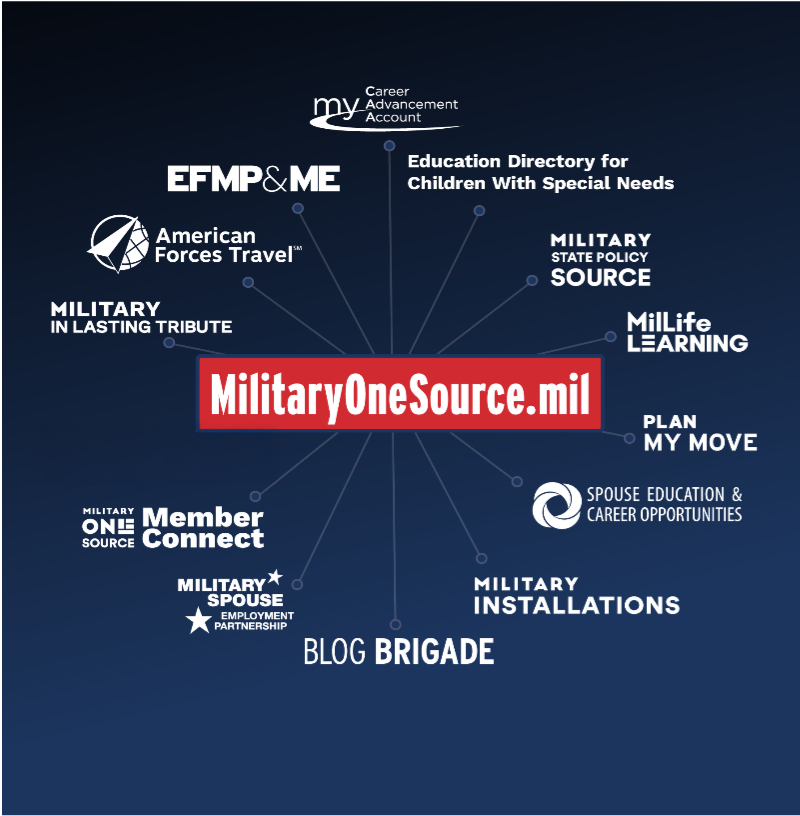 my
Career
Advancement
Account
EFMP&ME
Education Directory for
Children With Special Needs
American
Forces Travel℠
MILITARY
STATE POLICY
SOURCE
MILITARY
IN LASTING TRIBUTE
MilLife
LEARNING
MilitaryOneSource.mil
PLAN
MY MOVE
SPOUSE EDUCATION &
CAREER OPPORTUNITIES
MILITARY
ONE
SOURCE
Member
Connect
MILITARY
SPOUSE
EMPLOYMENT
PARTNERSHIP
MILITARY
INSTALLATIONS
BLOG BRIGADE